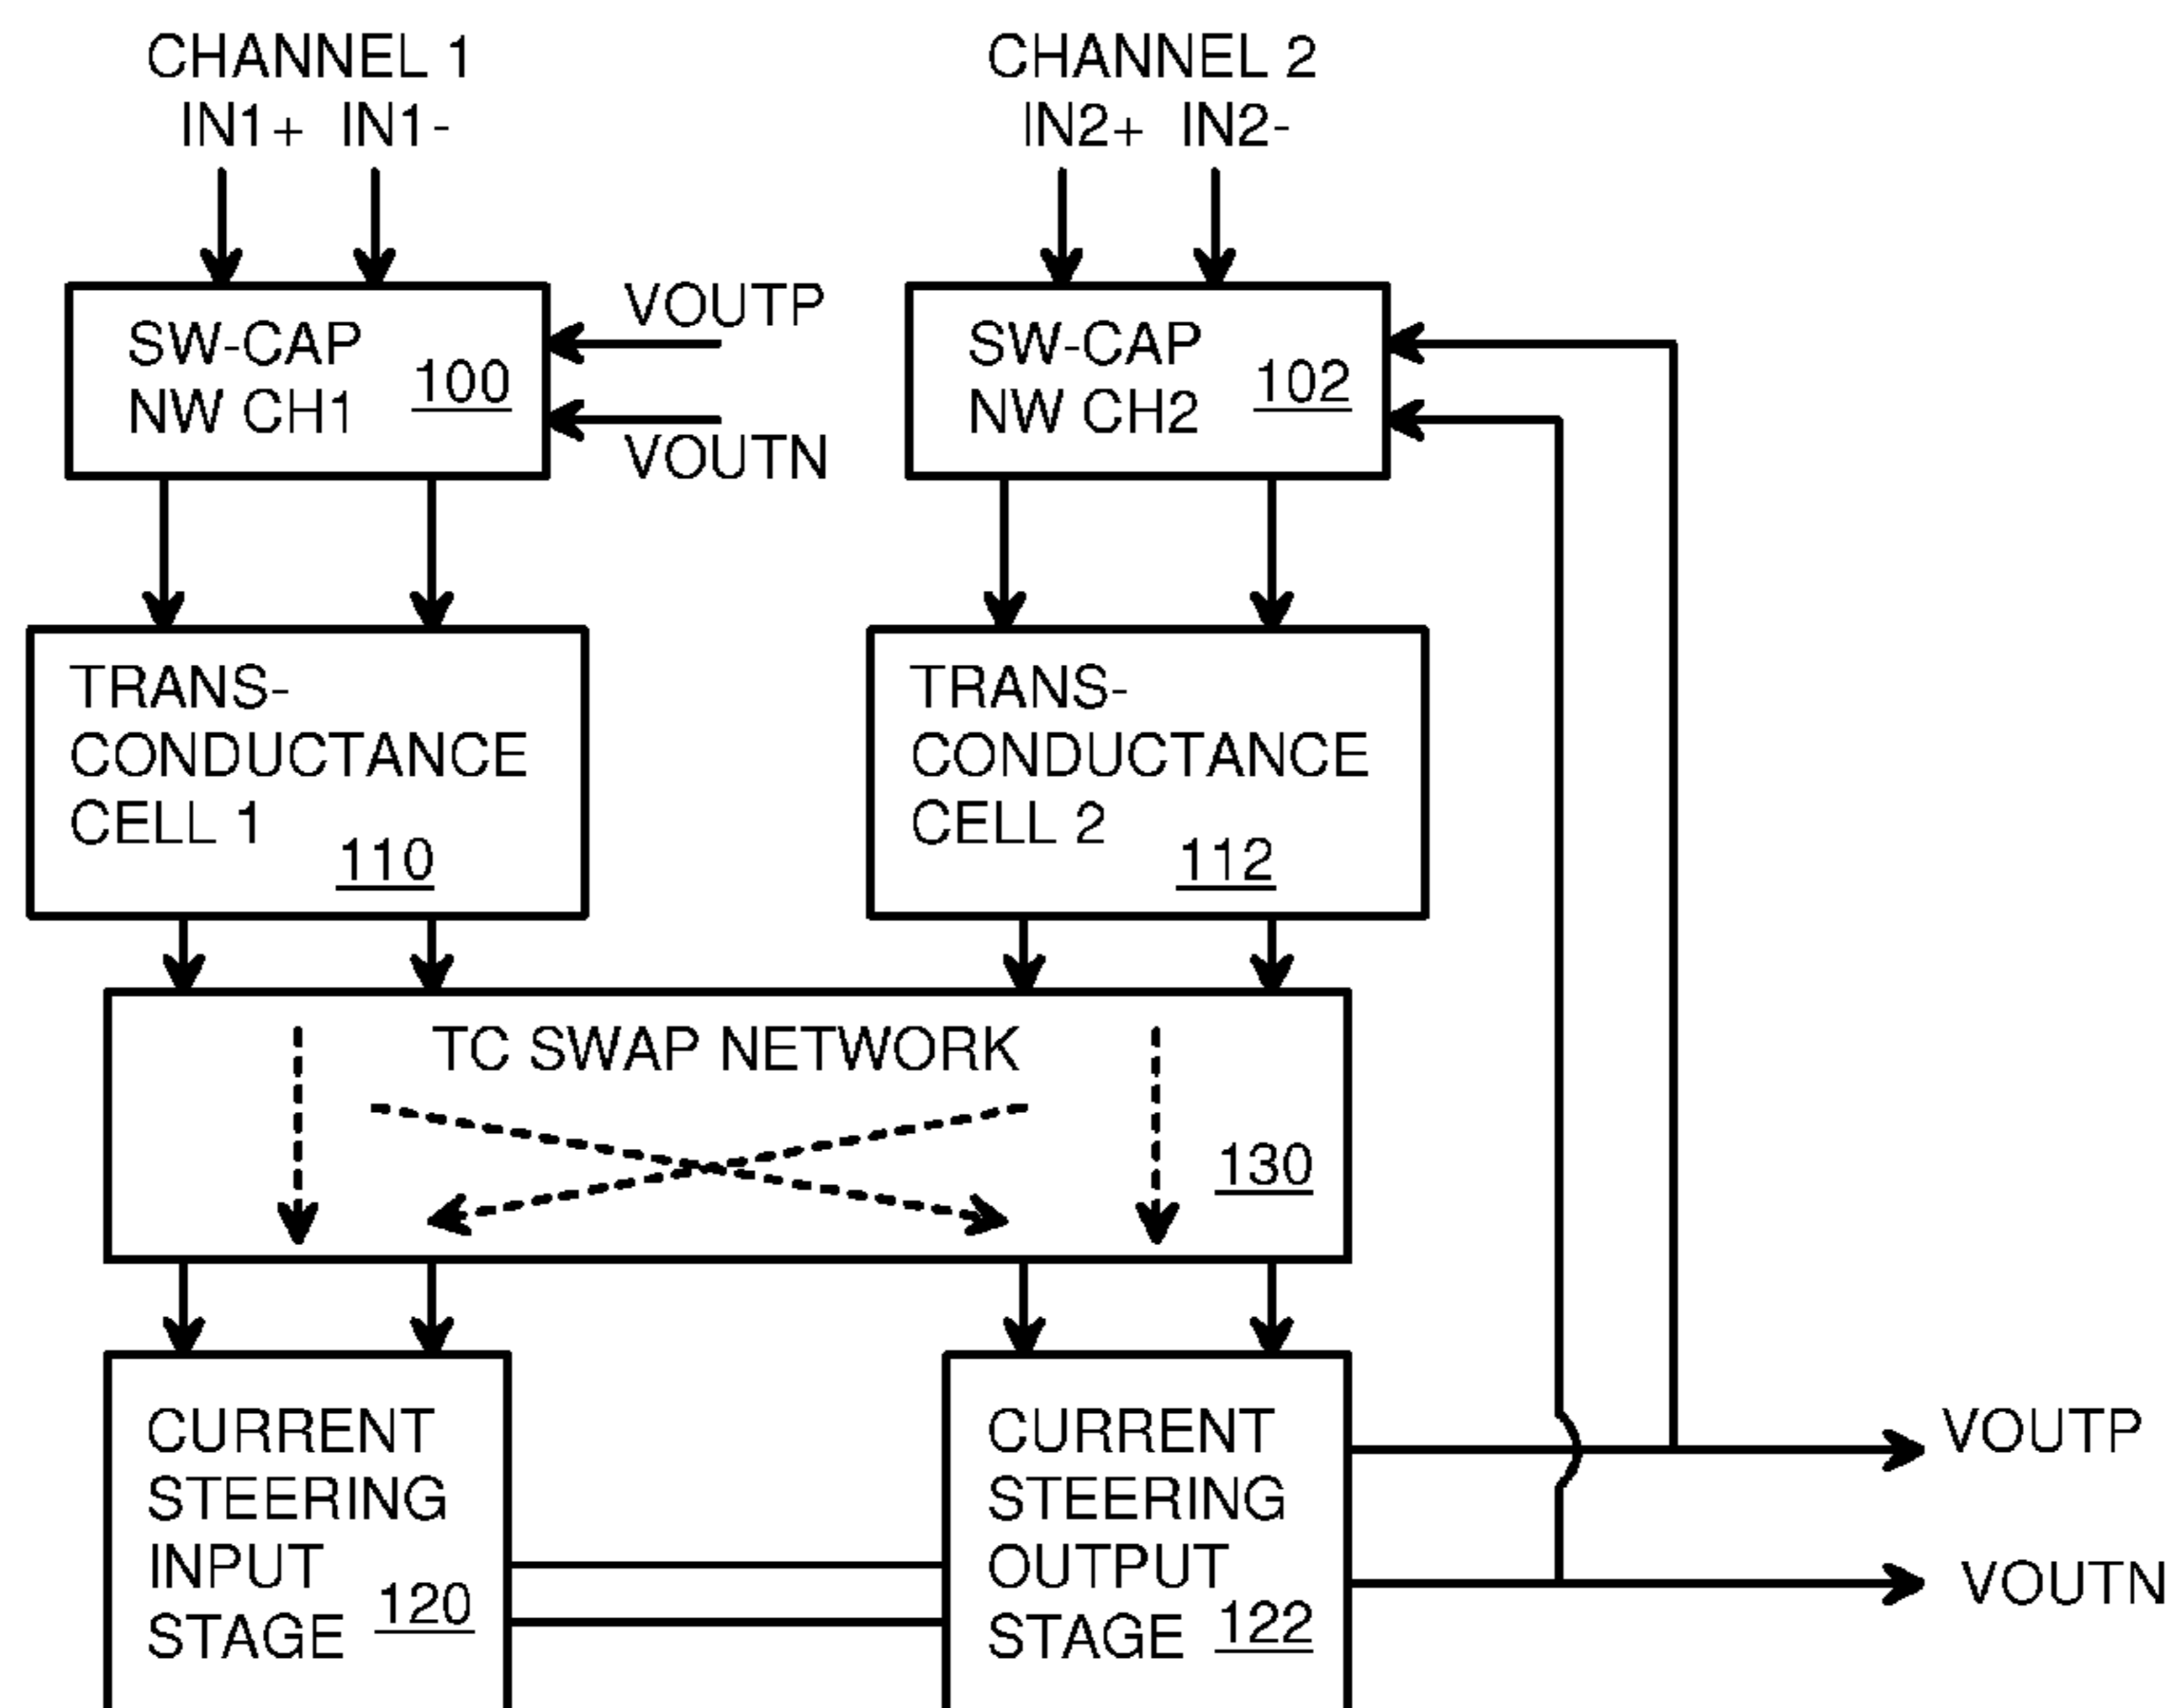 CHANNEL 1
IN1+ IN1-
CHANNEL 2
IN2+ IN2-
SW-CAP
NW CH1
100
VOUTP
VOUTN
SW-CAP
NW CH2
102
TRANS-
CONDUCTANCE
CELL 1
110
TRANS-
CONDUCTANCE
CELL 2
112
TC SWAP NETWORK
130
CURRENT
STEERING
INPUT
STAGE 120
CURRENT
STEERING
OUTPUT
STAGE 122
VOUTP
VOUTN